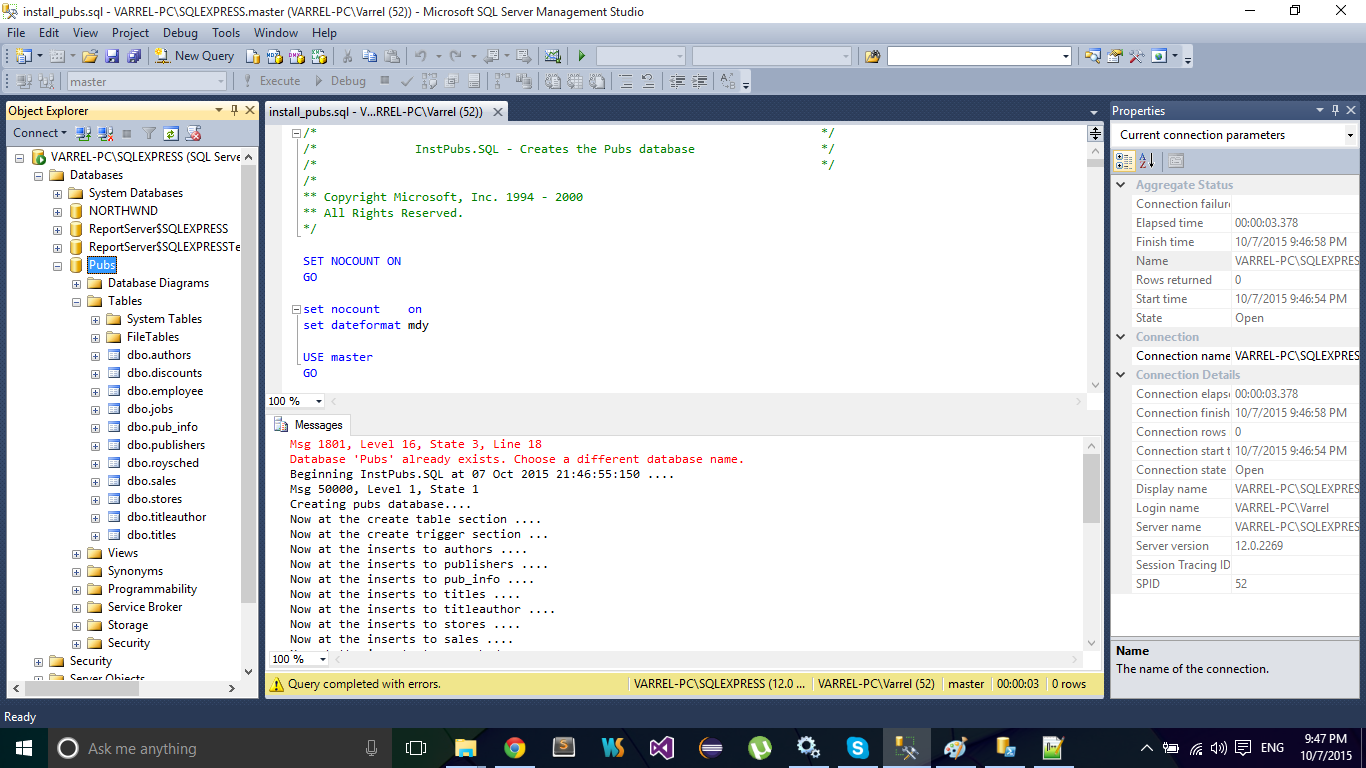 install_pubs.sql - VARREL-PC\SQLEXPRESS.master (VARREL-PC\Varrel (52)) - Microsoft SQL Server Management Studio
File Edit View Project Debug Tools Window Help
New Query
master Execute Debug
Object Explorer
Connect
VARREL-PC\SQLEXPRESS (SQL Serve
Databases
System Databases
NORTHWND
ReportServer$SQLEXPRESS
ReportServer$SQLEXPRESSTe
Pubs
Database Diagrams
Tables
System Tables
FileTables
dbo.authors
dbo.discounts
dbo.employee
dbo.jobs
dbo.pub_info
dbo.publishers
dbo.roysched
dbo.sales
dbo.stores
dbo.titleauthor
dbo.titles
Views
Synonyms
Programmability
Service Broker
Storage
Security
Security
Server Objects
install_pubs.sql - V...RREL-PC\Varrel (52))
/* */
/* InstPubs.SQL - Creates the Pubs database */
/* */
/*
** Copyright Microsoft, Inc. 1994 - 2000
** All Rights Reserved.
*/
SET NOCOUNT ON
GO
set nocount on
set dateformat mdy
USE master
GO
100 %
Messages
Msg 1801, Level 16, State 3, Line 18
Database 'Pubs' already exists. Choose a different database name.
Beginning InstPubs.SQL at 07 Oct 2015 21:46:55:150 ....
Msg 50000, Level 1, State 1
Creating pubs database....
Now at the create table section ....
Now at the create trigger section ...
Now at the inserts to authors ....
Now at the inserts to publishers ....
Now at the inserts to pub_info ....
Now at the inserts to titles ....
Now at the inserts to titleauthor ....
Now at the inserts to stores ....
Now at the inserts to sales ....
100 %
Query completed with errors. VARREL-PC\SQLEXPRESS (12.0 ... VARREL-PC\Varrel (52) master 00:00:03 0 rows
Properties
Current connection parameters
Aggregate Status
Connection failure
Elapsed time 00:00:03.378
Finish time 10/7/2015 9:46:58 PM
Name VARREL-PC\SQLEXPRES
Rows returned 0
Start time 10/7/2015 9:46:54 PM
State Open
Connection
Connection name VARREL-PC\SQLEXPRES
Connection Details
Connection elaps 00:00:03.378
Connection finish 10/7/2015 9:46:58 PM
Connection rows 0
Connection start t 10/7/2015 9:46:54 PM
Connection state Open
Display name VARREL-PC\SQLEXPRES
Login name VARREL-PC\Varrel
Server name VARREL-PC\SQLEXPRES
Server version 12.0.2269
Session Tracing ID
SPID 52
Name
The name of the connection.
Ready
Ask me anything
ENG
9:47 PM
10/7/2015